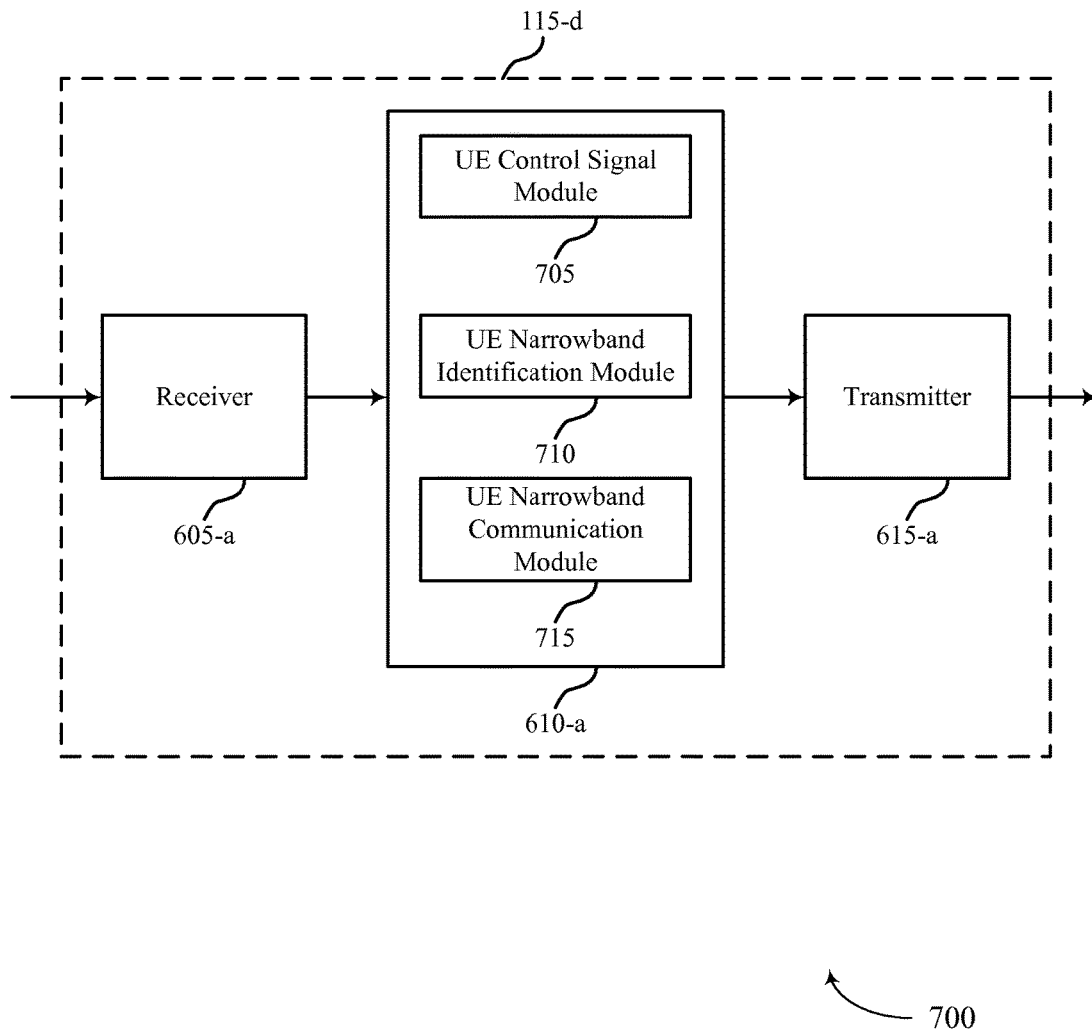 115-d
UE Control Signal
Module
705
UE Narrowband
Identification Module
710
UE Narrowband
Communication
Module
715
610-a
Receiver
605-a
Transmitter
615-a
700